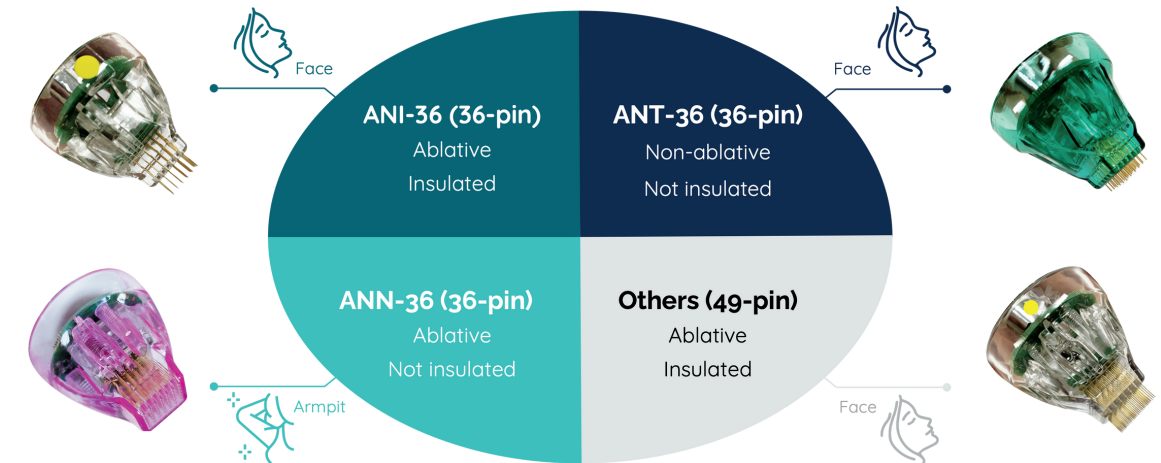 Face
Face
ANI-36 (36-pin)
Ablative
Insulated
ANT-36 (36-pin)
Non-ablative
Not insulated
ANN-36 (36-pin)
Ablative
Not insulated
Others (49-pin)
Ablative
Insulated
Armpit
Face